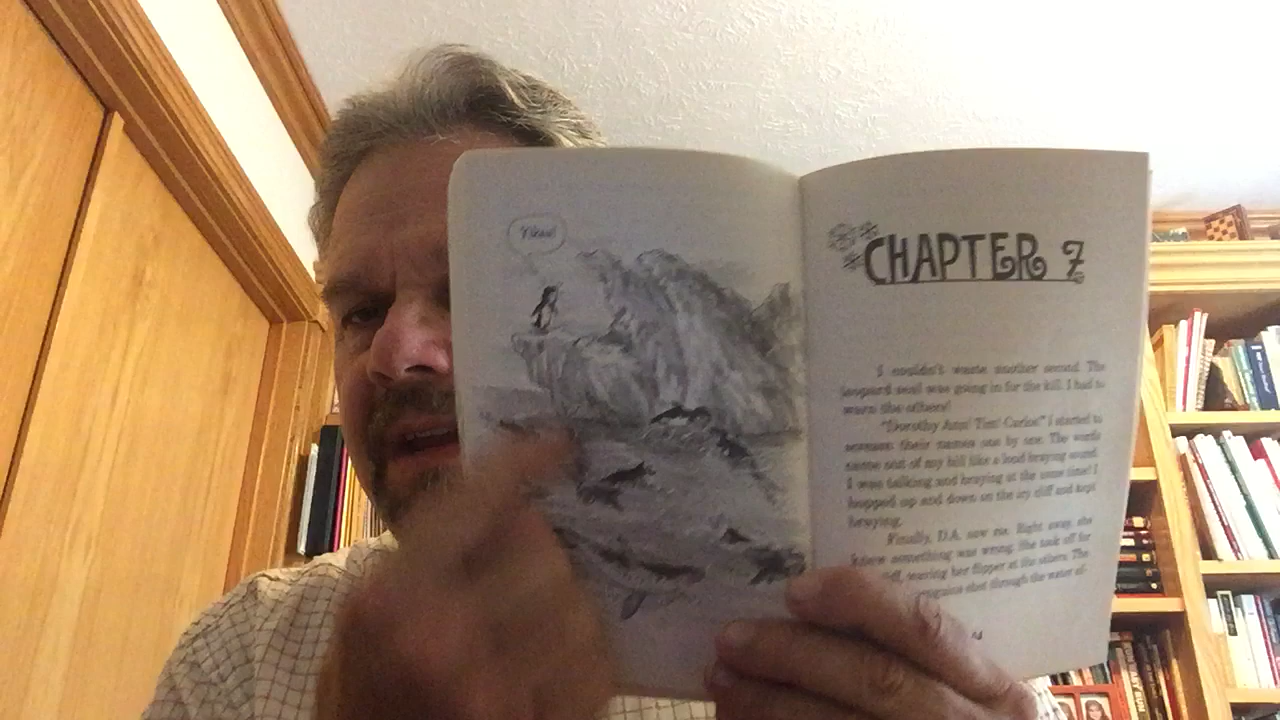 Yikes!
CHAPTER 7
I couldn't waste another second. The
leopard seal was going in for the kill. I had to
warn the others!
"Dorothy Ann! Tim! Carlos!" I started to
scream their names one by one. The words
came out of my bill like a loud braying sound.
I was talking and braying at the same time! I
hopped up and down on the icy cliff and kept
braying.
Finally, D.A. saw me. Right away, she
knew something was wrong. She took off for
waving her flipper at the others. The
shot through the water